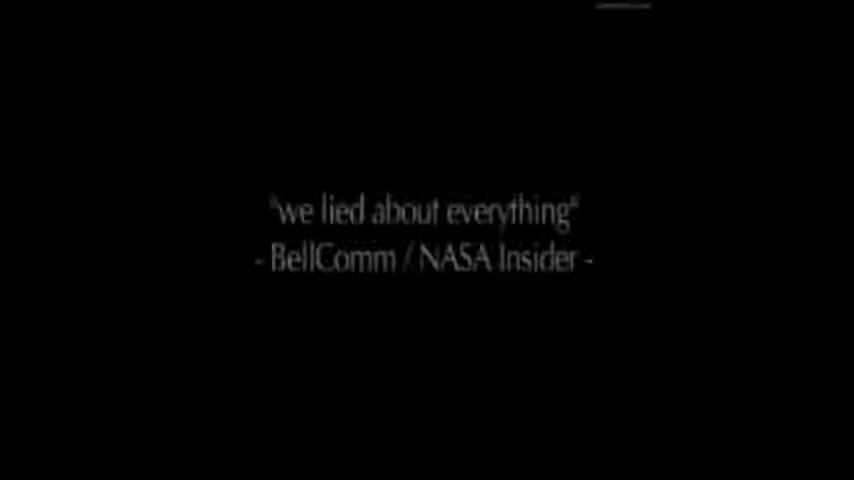 "we lied about everything"
- BellComm / NASA Insider -